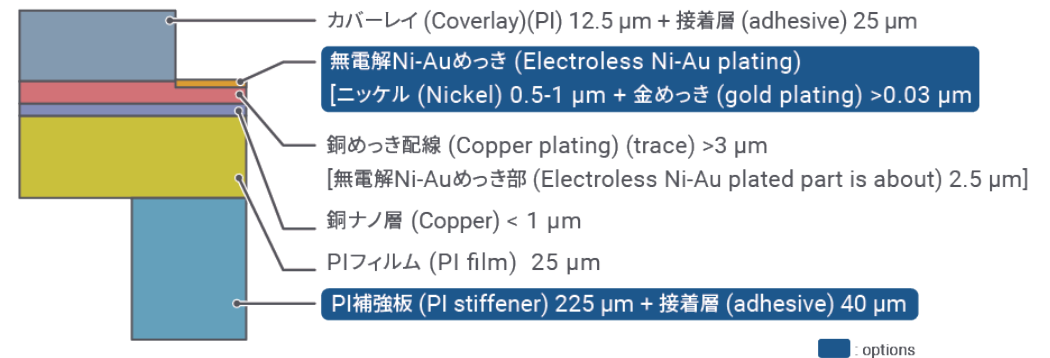 カバーレイ (Coverlay)(PI) 12.5 μm + 接着層 (adhesive) 25 μm
無電解Ni-Auめっき (Electroless Ni-Au plating)
[ニッケル (Nickel) 0.5-1 μm + 金めっき (gold plating) >0.03 μm
銅めっき配線 (Copper plating) (trace) >3 μm
[無電解Ni-Auめっき部 (Electroless Ni-Au plated part is about) 2.5 μm]
銅ナノ層 (Copper) < 1 μm
PIフィルム (PI film) 25 μm
PI補強板 (PI stiffener) 225 μm + 接着層 (adhesive) 40 μm
: options